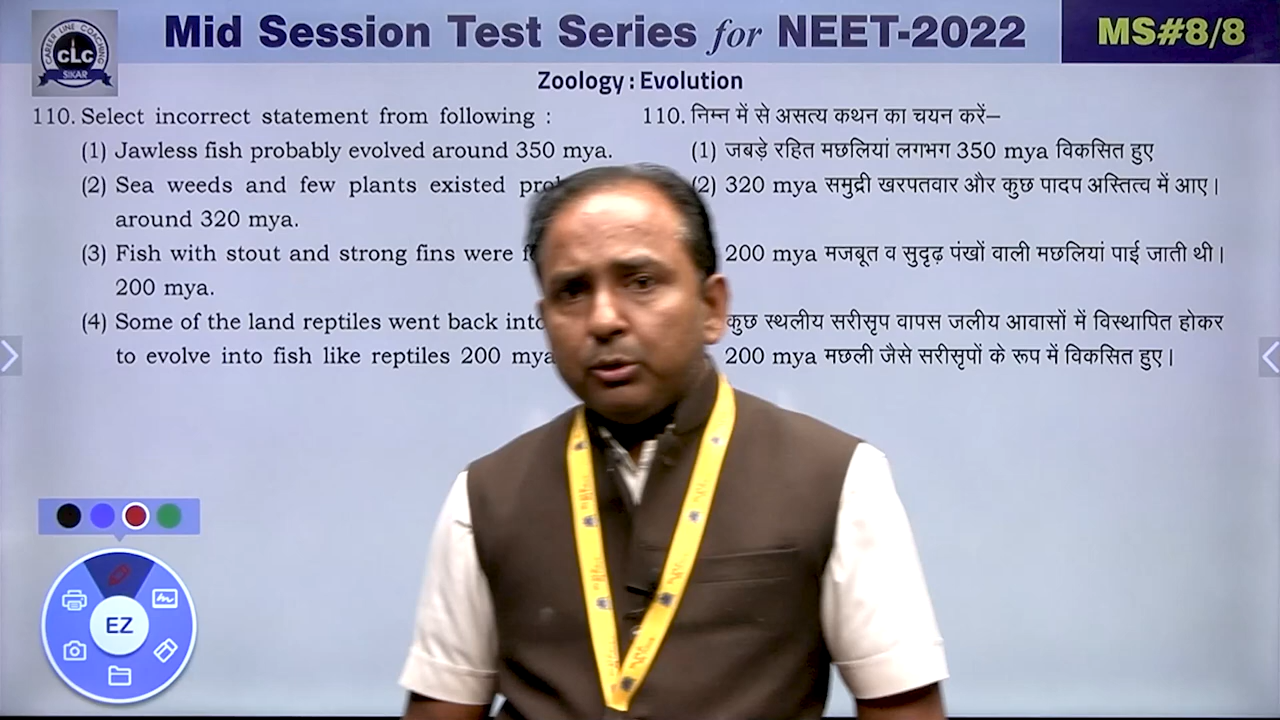 CAREER LINE COACHING
CLC
SIKAR
Mid Session Test Series for NEET-2022
MS#8/8
Zoology : Evolution
110. Select incorrect statement from following :
(1) Jawless fish probably evolved around 350 mya.
(2) Sea weeds and few plants existed
around 320 mya.
(3) Fish with stout and strong fins were
200 mya.
(4) Some of the land reptiles went back into
to evolve into fish like reptiles 200 mya
110. निम्न में से असत्य कथन का चयन करें–
(1) जबड़े रहित मछलियां लगभग 350 mya विकसित हुए
(2) 320 mya समुद्री खरपतवार और कुछ पादप अस्तित्व में आए।
200 mya मजबूत व सुदृढ़ पंखों वाली मछलियां पाई जाती थी।
कुछ स्थलीय सरीसृप वापस जलीय आवासों में विस्थापित होकर
200 mya मछली जैसे सरीसृपों के रूप में विकसित हुए।
EZ